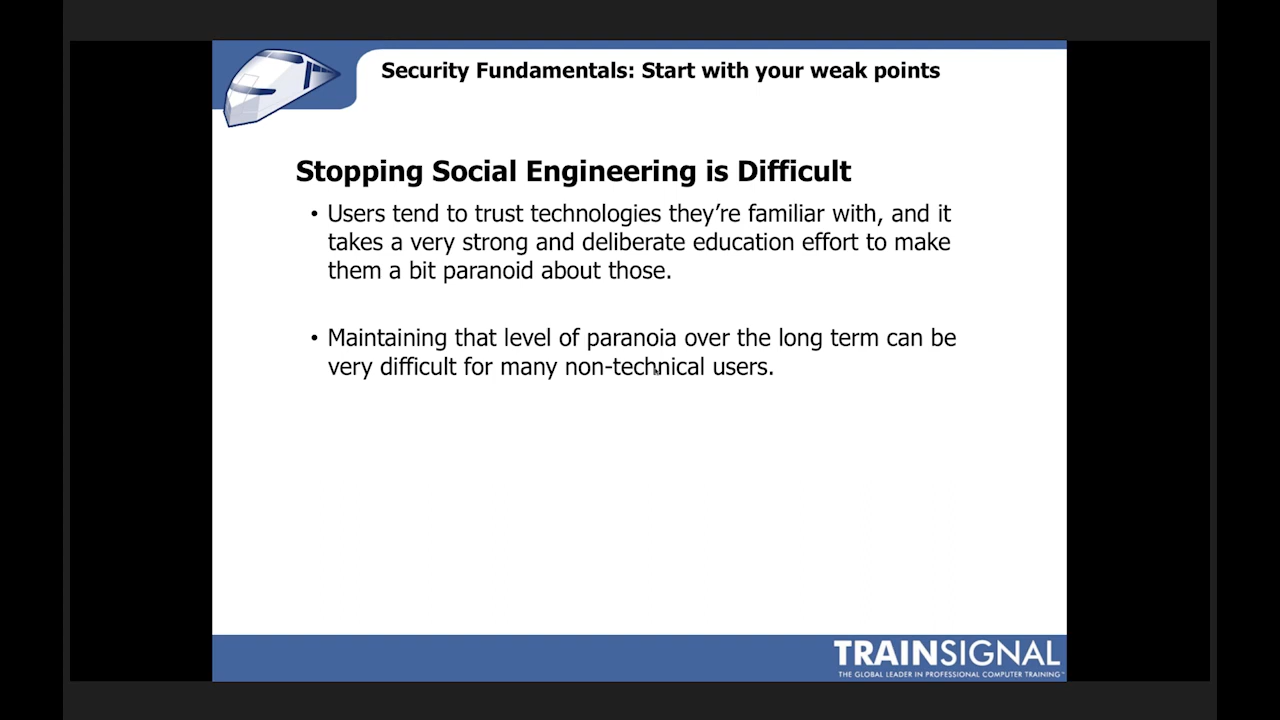 Security Fundamentals: Start with your weak points
Stopping Social Engineering is Difficult
• Users tend to trust technologies they’re familiar with, and it
takes a very strong and deliberate education effort to make
them a bit paranoid about those.
• Maintaining that level of paranoia over the long term can be
very difficult for many non-technical users.
TRAINSIGNAL
THE GLOBAL LEADER IN PROFESSIONAL COMPUTER TRAINING